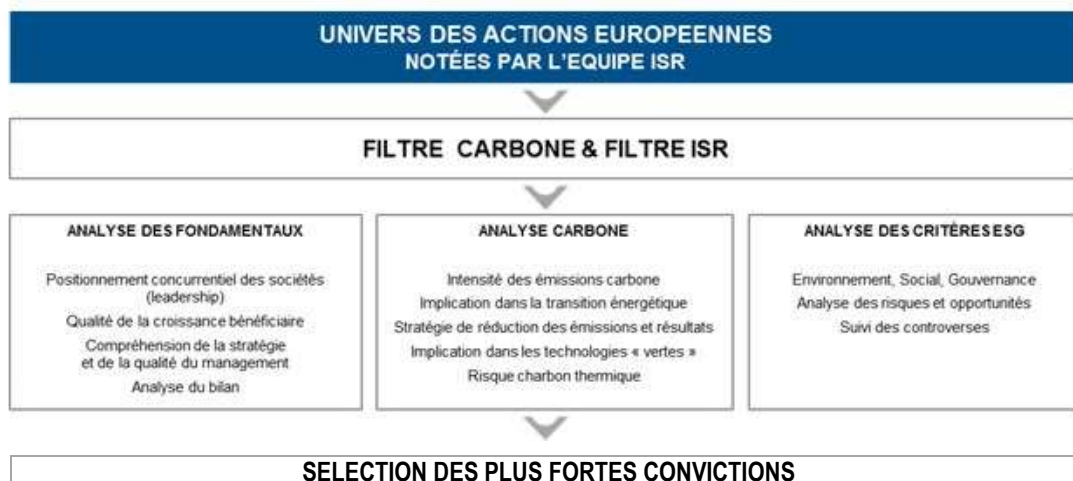 UNIVERS DES ACTIONS EUROPEENNES
NOTÉES PAR L'EQUIPE ISR
FILTRE CARBONE & FILTRE ISR
ANALYSE DES FONDAMENTAUX
Positionnement concurrentiel des sociétés
(leadership)
Qualité de la croissance bénéficiaire
Compréhension de la stratégie
et de la qualité du management
Analyse du bilan
ANALYSE CARBONE
Intensité des émissions carbone
Implication dans la transition énergétique
Stratégie de réduction des émissions et résultats
Implication dans les technologies « vertes »
Risque charbon thermique
ANALYSE DES CRITÈRES ESG
Environnement, Social, Gouvernance
Analyse des risques et opportunités
Suivi des controverses
SELECTION DES PLUS FORTES CONVICTIONS